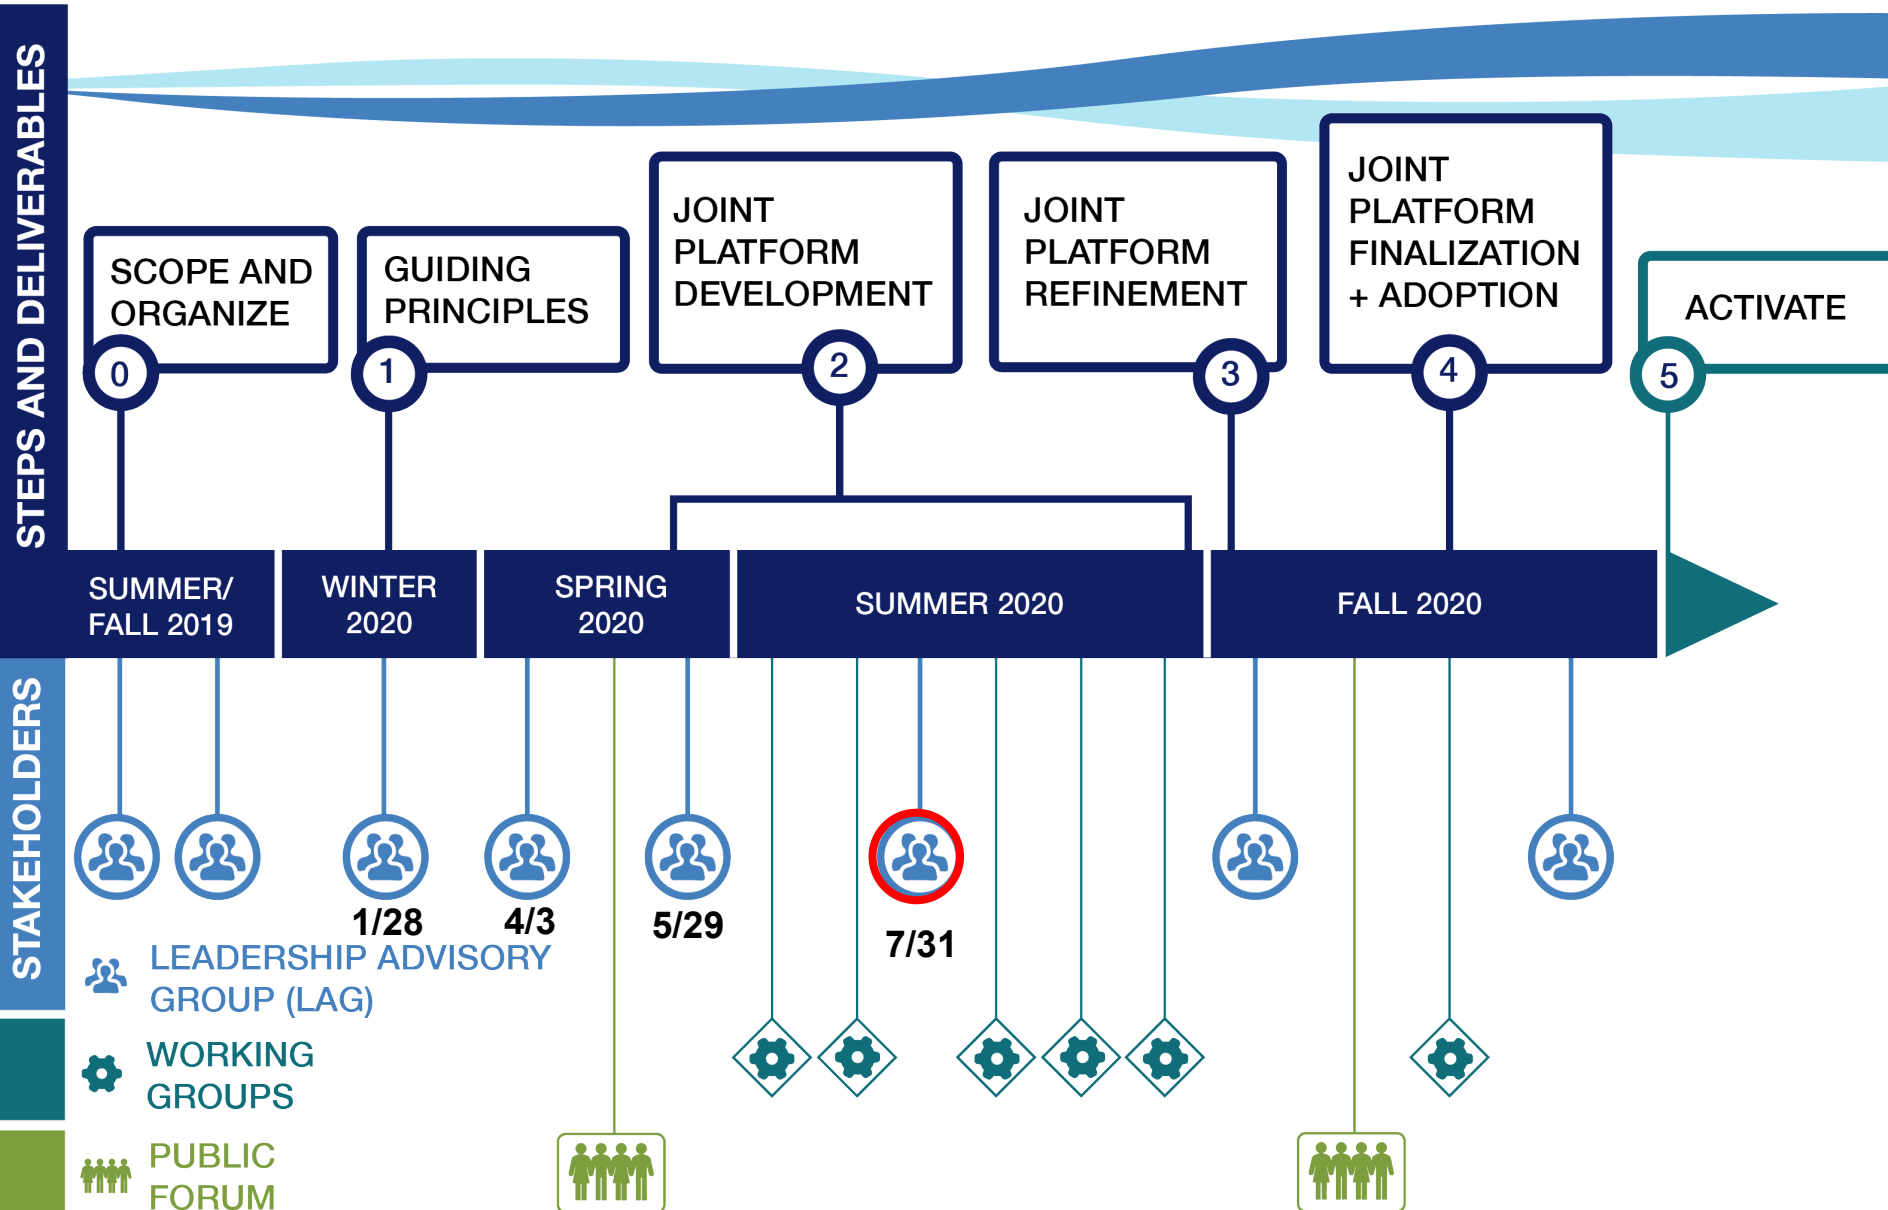 STEPS AND DELIVERABLES
SCOPE AND
ORGANIZE
0
GUIDING
PRINCIPLES
1
JOINT
PLATFORM
DEVELOPMENT
2
JOINT
PLATFORM
REFINEMENT
3
JOINT
PLATFORM
FINALIZATION
+ ADOPTION
4
ACTIVATE
5
SUMMER/
FALL 2019
WINTER
2020
SPRING
2020
SUMMER 2020
FALL 2020
STAKEHOLDERS
1/28
4/3
5/29
7/31
LEADERSHIP ADVISORY
GROUP (LAG)
WORKING
GROUPS
PUBLIC
FORUM